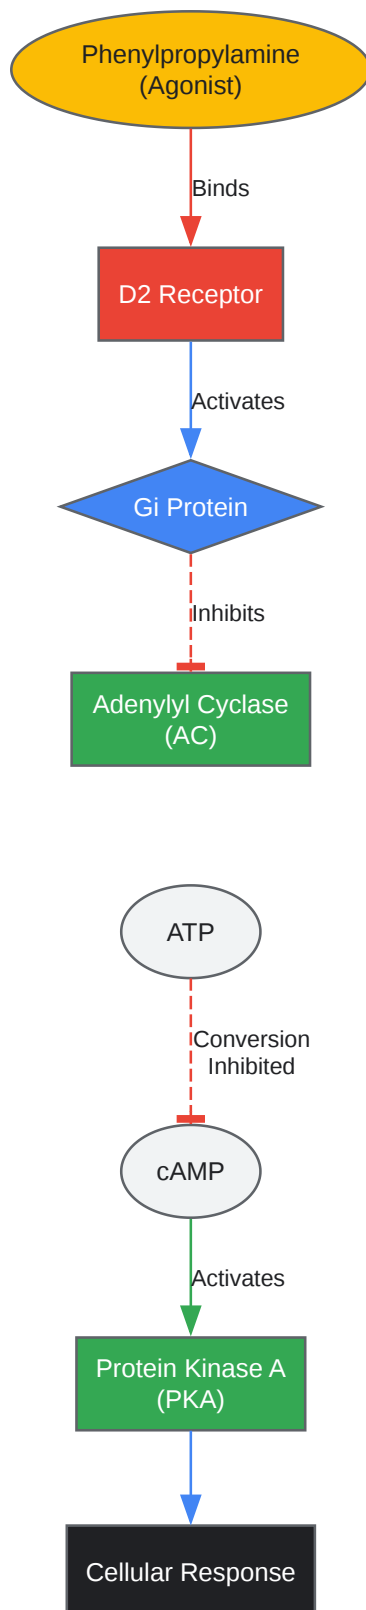 Phenylpropylamine
(Agonist)
Binds
D2 Receptor
Activates
Gi Protein
Inhibits
Adenylyl Cyclase
(AC)
ATP
Conversion
Inhibited
cAMP
Activates
Protein Kinase A
(PKA)
Cellular Response